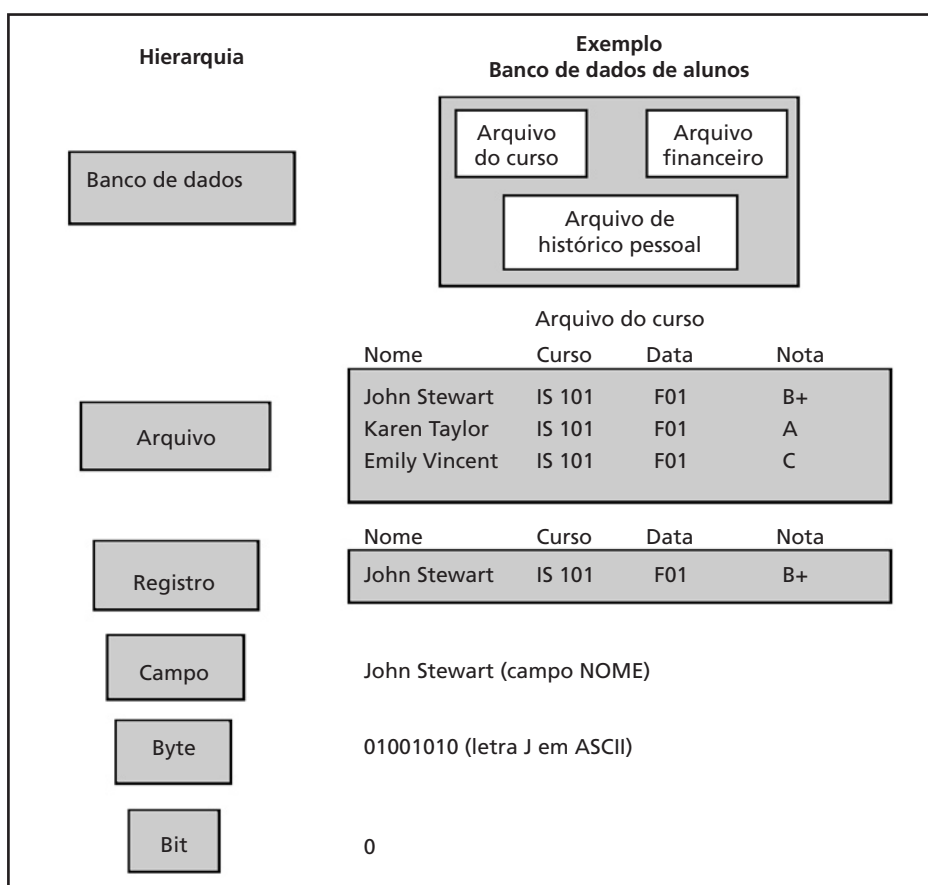 Hierarquia
Exemplo
Banco de dados de alunos
Banco de dados
Arquivo
do curso
Arquivo
financeiro
Arquivo de
histórico pessoal
Arquivo do curso
Nome Curso Data Nota
Arquivo
John Stewart IS 101 F01 B+
Karen Taylor IS 101 F01 A
Emily Vincent IS 101 F01 C
Nome Curso Data Nota
Registro
John Stewart IS 101 F01 B+
Campo
John Stewart (campo NOME)
Byte
01001010 (letra J em ASCII)
Bit
0